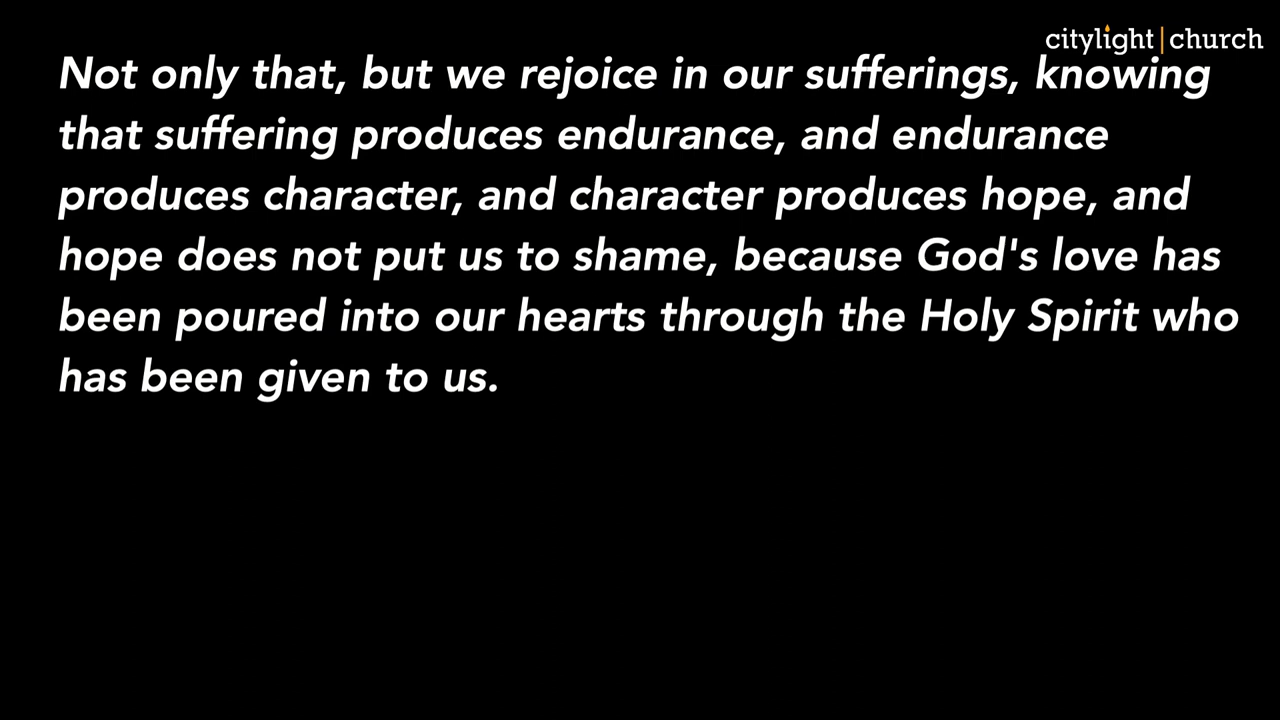 citylight|church
Not only that, but we rejoice in our sufferings, knowing
that suffering produces endurance, and endurance
produces character, and character produces hope, and
hope does not put us to shame, because God's love has
been poured into our hearts through the Holy Spirit who
has been given to us.